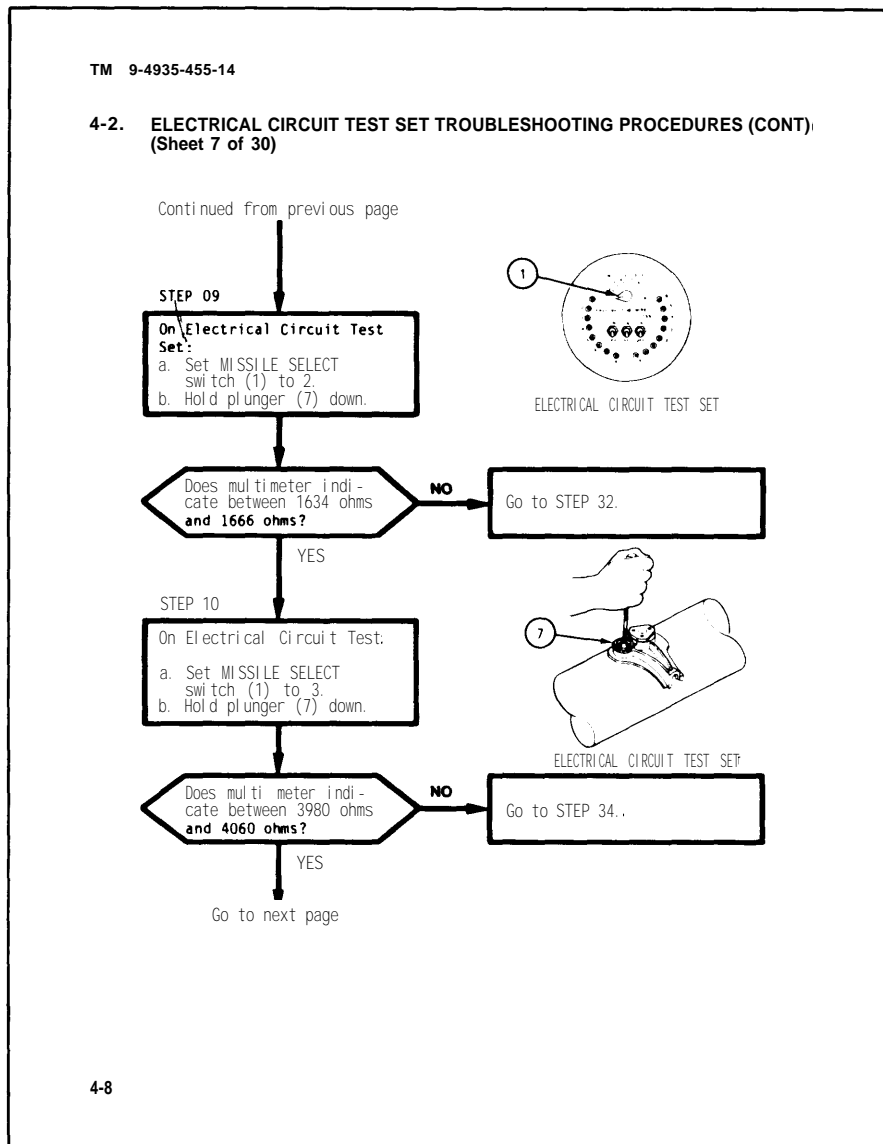 TM 9-4935-455-14
4-2. ELECTRICAL CIRCUIT TEST SET TROUBLESHOOTING PROCEDURES (CONT)
(Sheet 7 of 30)
Continued from previous page
STEP 09
On Electrical Circuit Test
Set:
a. Set MISSILE SELECT
switch (1) to 2.
b. Hold plunger (7) down.
1
ELECTRICAL CIRCUIT TEST SET
Does multimeter indi-
cate between 1634 ohms
and 1666 ohms?
NO
Go to STEP 32.
YES
STEP 10
On Electrical Circuit Test:
a. Set MISSILE SELECT
switch (1) to 3.
b. Hold plunger (7) down.
7
ELECTRICAL CIRCUIT TEST SET
Does multi meter indi-
cate between 3980 ohms
and 4060 ohms?
NO
Go to STEP 34..
YES
Go to next page
4-8